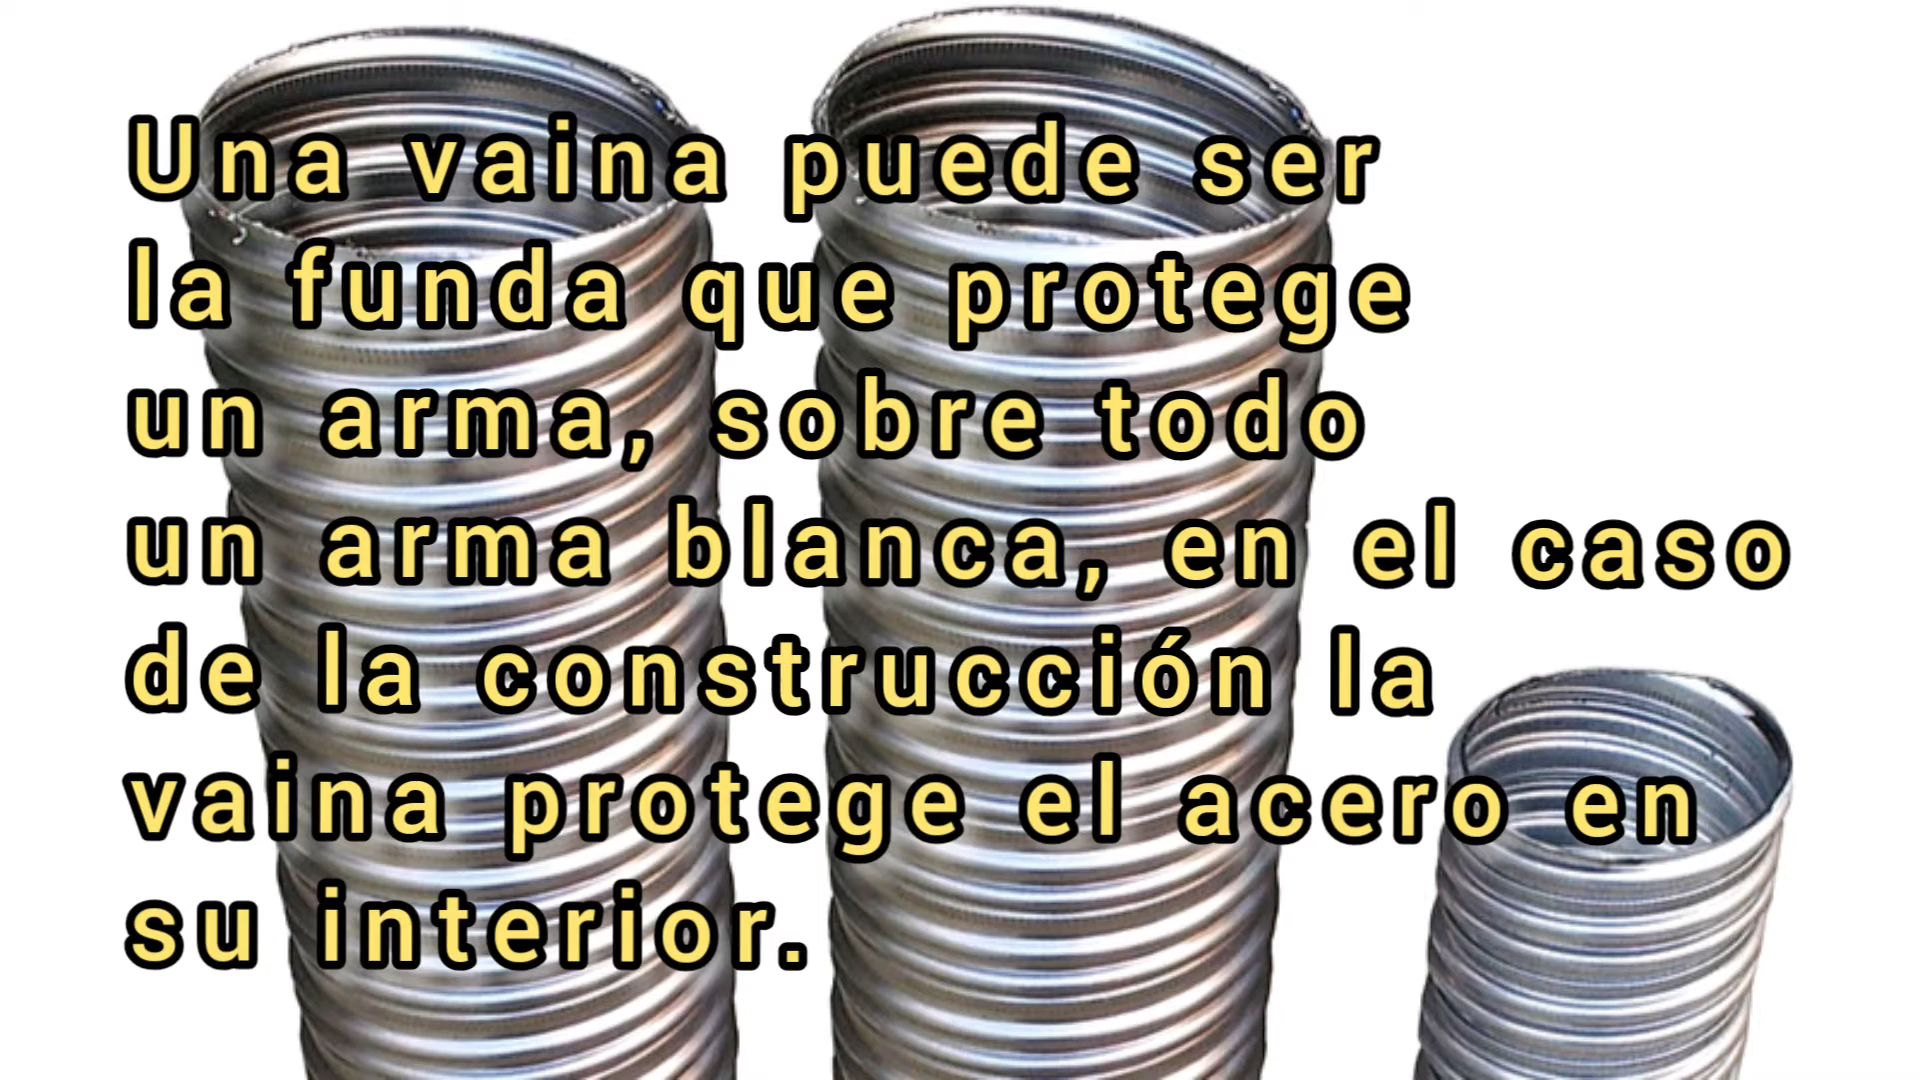 Una vaina puede ser
la funda que protege
un arma, sobre todo
un arma blanca, en el caso
de la construcción la
vaina protege el acero en
su interior.